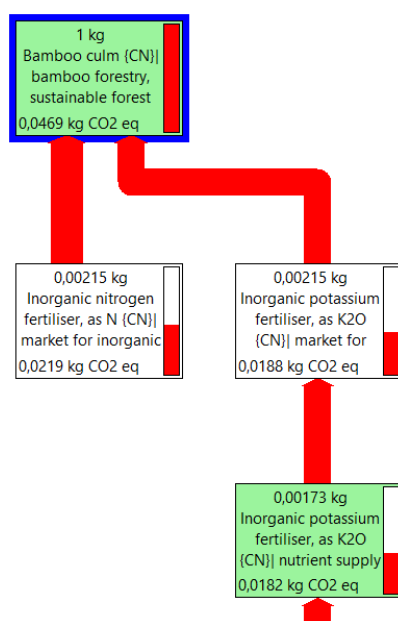 1 kg
Bamboo culm {CN}|
bamboo forestry,
sustainable forest
0,0469 kg CO2 eq
0,00215 kg
Inorganic nitrogen
fertiliser, as N {CN}|
market for inorganic
0,0219 kg CO2 eq
0,00215 kg
Inorganic potassium
fertiliser, as K2O
{CN}| market for
0,0188 kg CO2 eq
0,00173 kg
Inorganic potassium
fertiliser, as K2O
{CN}| nutrient supply
0,0182 kg CO2 eq